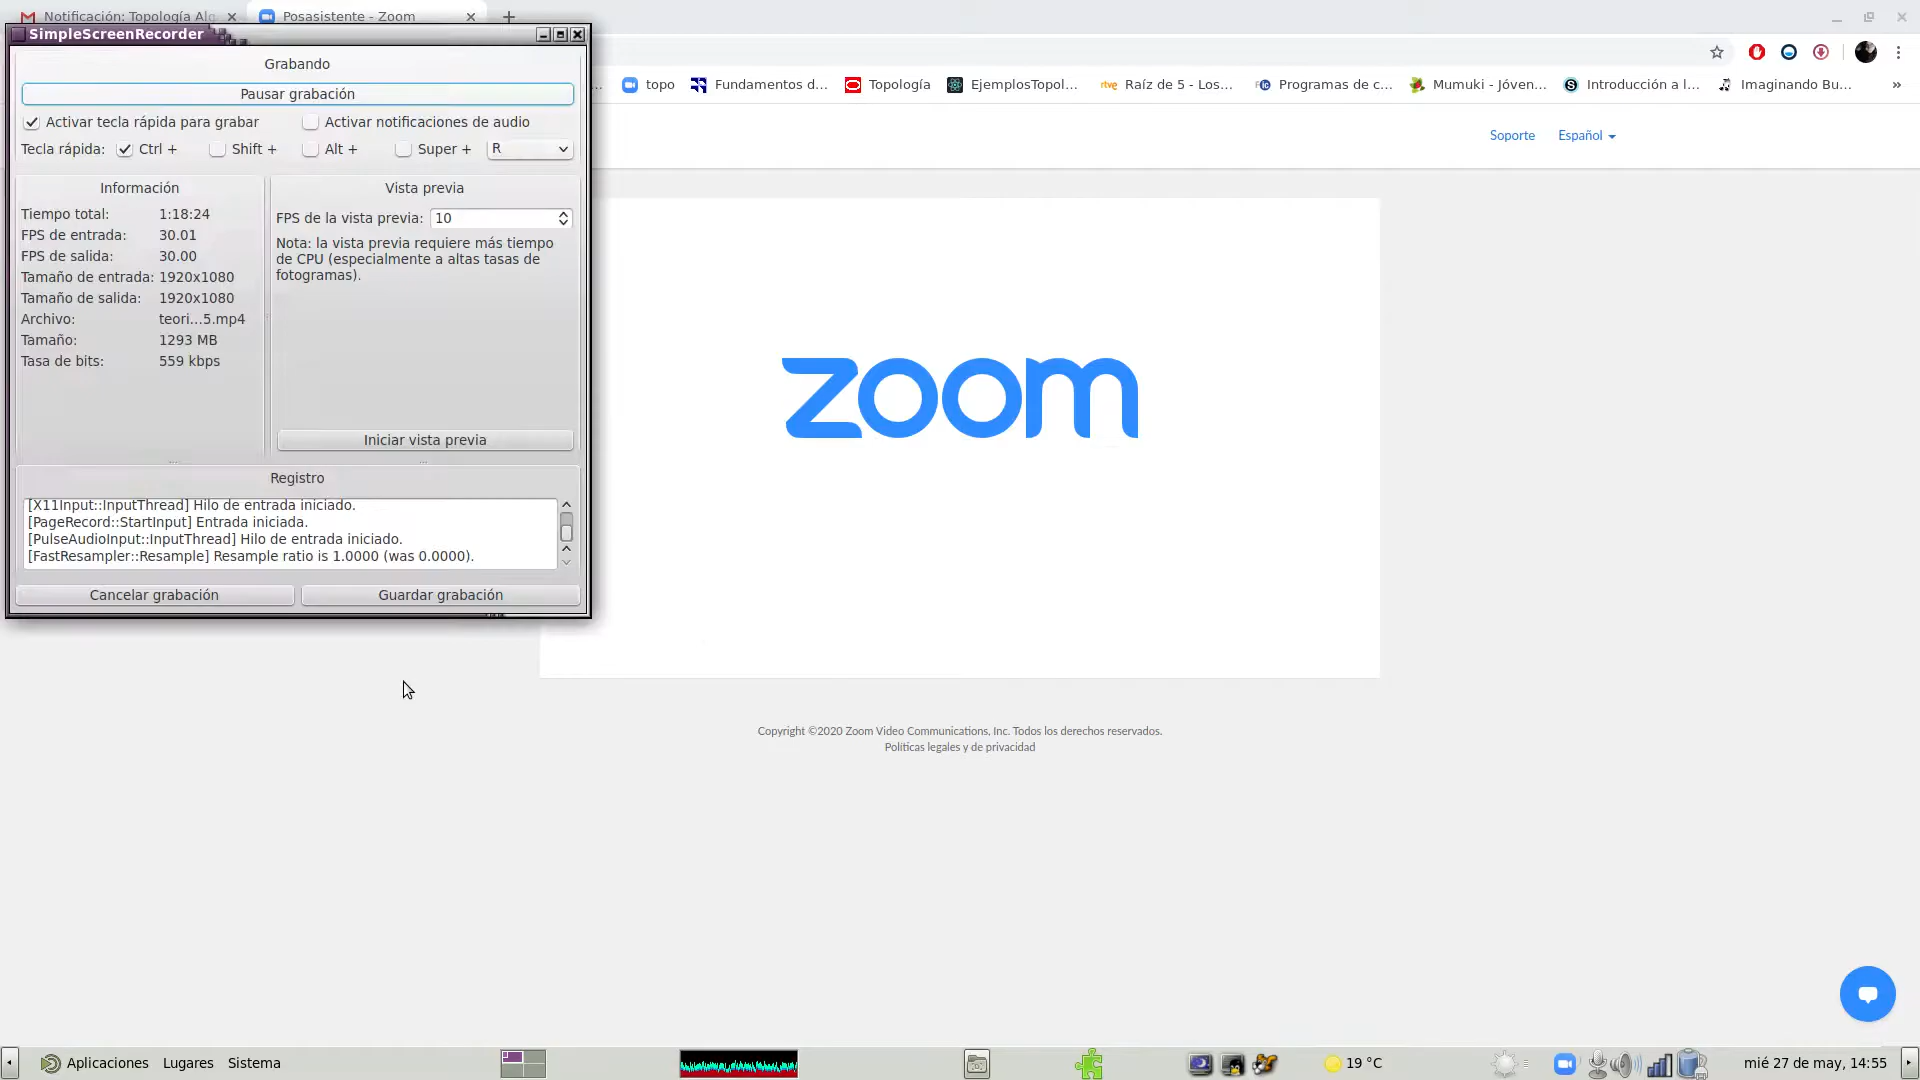 Notificación: Topología Alg
Posasistente - Zoom
SimpleScreenRecorder
Grabando
Pausar grabación
Activar tecla rápida para grabar
Activar notificaciones de audio
Tecla rápida: Ctrl + Shift + Alt + Super + R
Información
Tiempo total: 1:18:24
FPS de entrada: 30.01
FPS de salida: 30.00
Tamaño de entrada: 1920x1080
Tamaño de salida: 1920x1080
Archivo: teori...5.mp4
Tamaño: 1293 MB
Tasa de bits: 559 kbps
Vista previa
FPS de la vista previa: 10
Nota: la vista previa requiere más tiempo
de CPU (especialmente a altas tasas de
fotogramas).
Iniciar vista previa
Registro
[X11Input::InputThread] Hilo de entrada iniciado.
[PageRecord::StartInput] Entrada iniciada.
[PulseAudioInput::InputThread] Hilo de entrada iniciado.
[FastResampler::Resample] Resample ratio is 1.0000 (was 0.0000).
Cancelar grabación
Guardar grabación
... topo Fundamentos d... Topología EjemplosTopol... rtve Raíz de 5 - Los... Programas de c... Mumuki - Jóven... Introducción a l... Imaginando Bu... »
Soporte Español
zoom
Copyright ©2020 Zoom Video Communications, Inc. Todos los derechos reservados.
Políticas legales y de privacidad
Aplicaciones Lugares Sistema
19 °C
mié 27 de may, 14:55